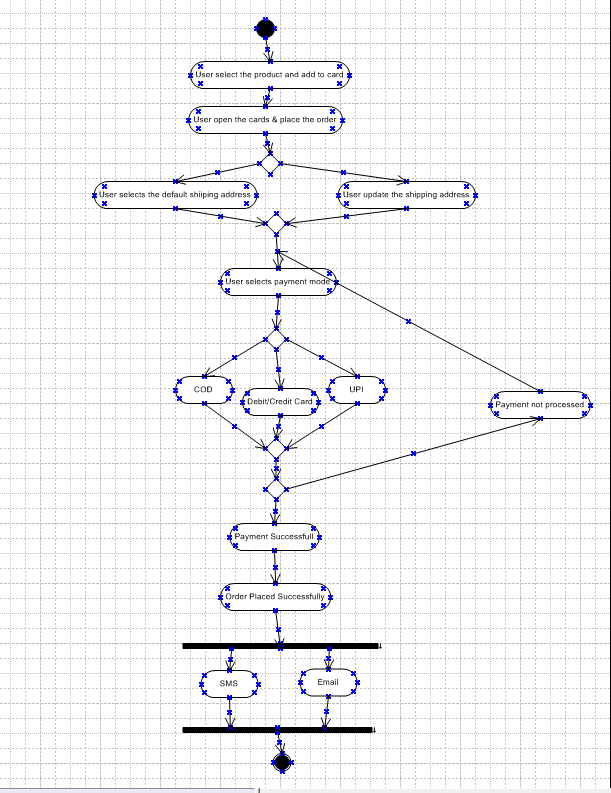 User select the product and add to card
User open the cards & place the order
User selects the default shiiping address
User update the shipping address
User selects payment mode
COD
Debit/Credit Card
UPI
Payment not processed
Payment Successfull
Order Placed Successfully
SMS
Email